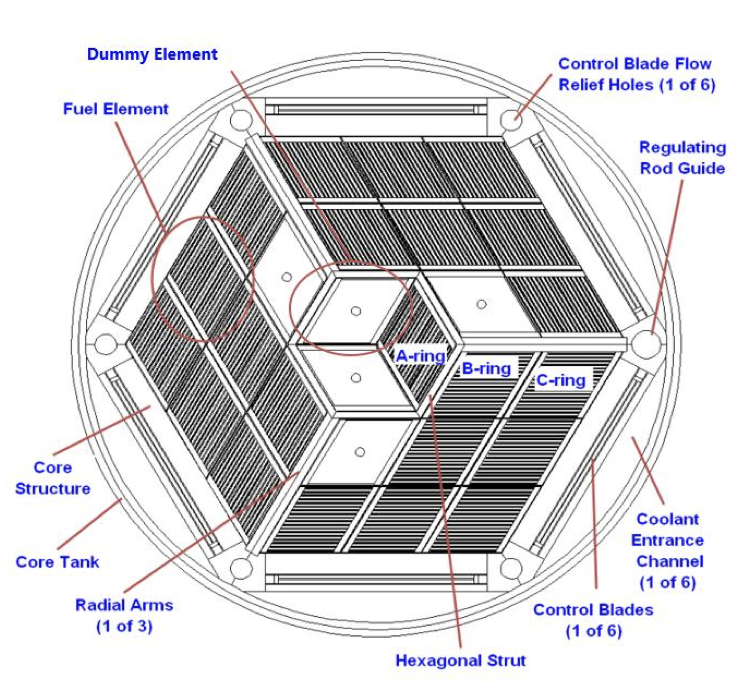 Dummy Element
Control Blade Flow
Relief Holes (1 of 6)
Fuel Element
Regulating
Rod Guide
A-ring
B-ring
C-ring
Core
Structure
Core Tank
Coolant
Entrance
Channel
(1 of 6)
Radial Arms
(1 of 3)
Control Blades
(1 of 6)
Hexagonal Strut